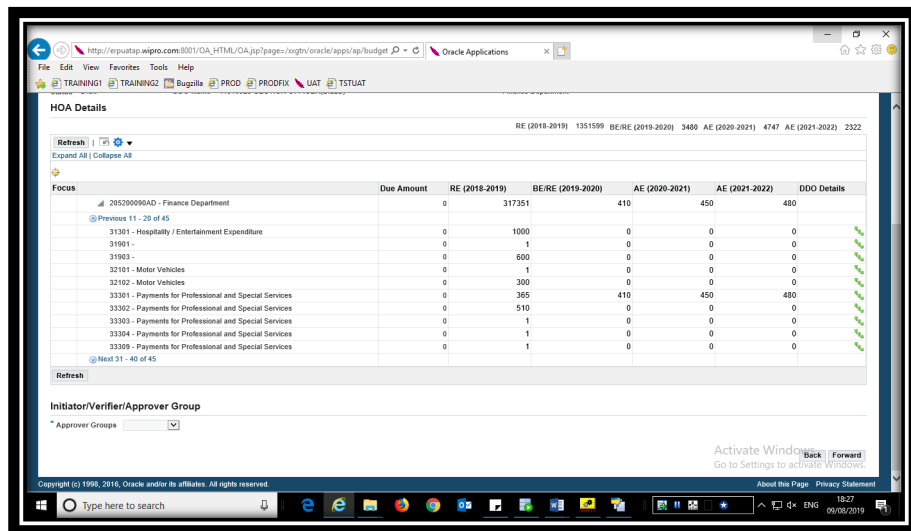 http://erpuatap.wipro.com:8001/OA_HTML/OA.jsp?page=/xxgtn/oracle/apps/ap/budget
Oracle Applications
File Edit View Favorites Tools Help
TRAINING1 TRAINING2 Bugzilla PROD PRODFIX UAT TSTUAT
HOA Details
RE (2018-2019) 1351599 BE/RE (2019-2020) 3480 AE (2020-2021) 4747 AE (2021-2022) 2322
Refresh
Expand All | Collapse All
Focus Due Amount RE (2018-2019) BE/RE (2019-2020) AE (2020-2021) AE (2021-2022) DDO Details
205200090AD - Finance Department 0 317351 410 450 480
Previous 11 - 20 of 45
31301 - Hospitality / Entertainment Expenditure 0 1000 0 0 0
31901 - 0 1 0 0 0
31903 - 0 600 0 0 0
32101 - Motor Vehicles 0 1 0 0 0
32102 - Motor Vehicles 0 300 0 0 0
33301 - Payments for Professional and Special Services 0 365 410 450 480
33302 - Payments for Professional and Special Services 0 510 0 0 0
33303 - Payments for Professional and Special Services 0 1 0 0 0
33304 - Payments for Professional and Special Services 0 1 0 0 0
33309 - Payments for Professional and Special Services 0 1 0 0 0
Next 31 - 40 of 45
Refresh
Initiator/Verifier/Approver Group
* Approver Groups
Activate Windows
Back Forward
Go to Settings to activate Windows.
Copyright (c) 1998, 2016, Oracle and/or its affiliates. All rights reserved. About this Page Privacy Statement
Type here to search
ENG
18:27
09/08/2019